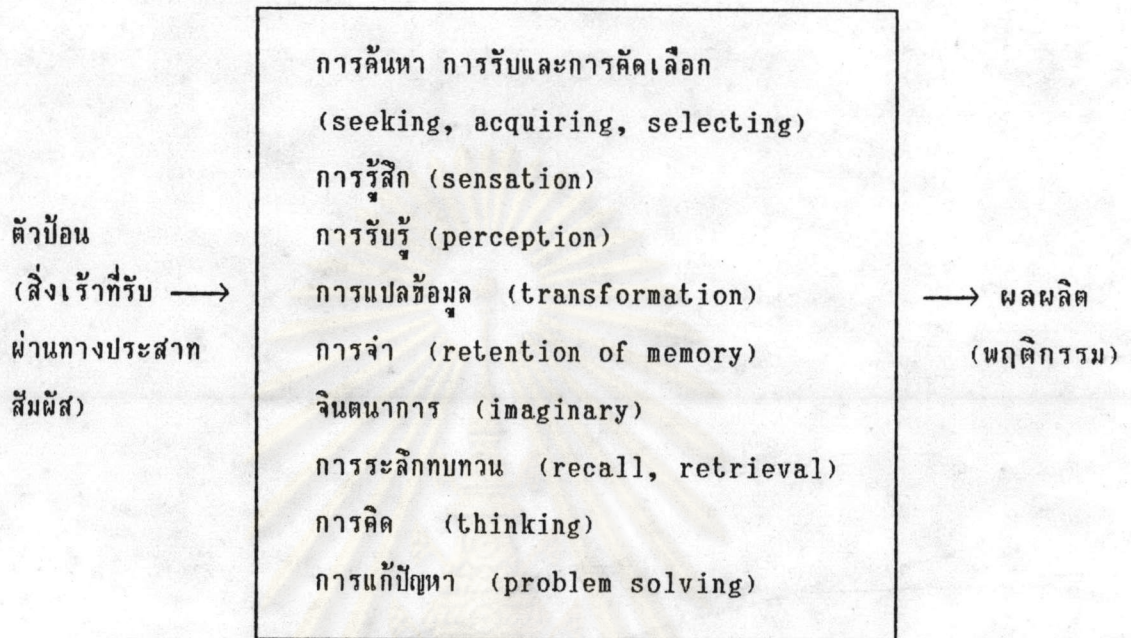 การค้นหา การรับและการคัดเลือก
(seeking, acquiring, selecting)
การรู้สึก (sensation)
ตัวป้อน
การรับรู้ (perception)
(สิ่งเร้าที่รับ ⟶
การแปลข้อมูล (transformation)
⟶ ผลผลิต
ผ่านทางประสาท
การจำ (retention of memory)
(พฤติกรรม)
สัมผัส)
จินตนาการ (imaginary)
การระลึกทบทวน (recall, retrieval)
การคิด (thinking)
การแก้ปัญหา (problem solving)